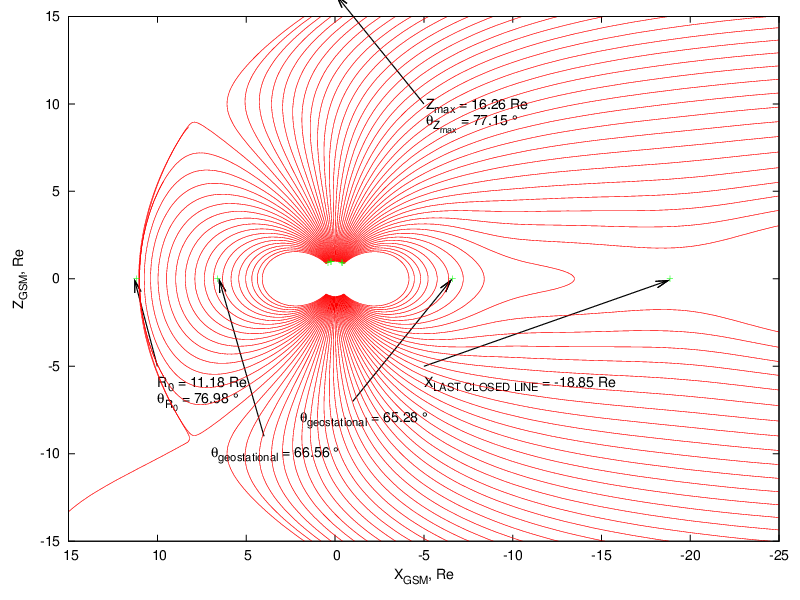 15
10
5
0
-5
-10
-15
Z_GSM, Re
Z_max = 16.26 Re
θ_Z_max = 77.15 °
R_0 = 11.18 Re
θ_R_0 = 76.98 °
X_LAST CLOSED LINE = -18.85 Re
θ_geostational = 65.28 °
θ_geostational = 66.56 °
15 10 5 0 -5 -10 -15 -20 -25
X_GSM, Re